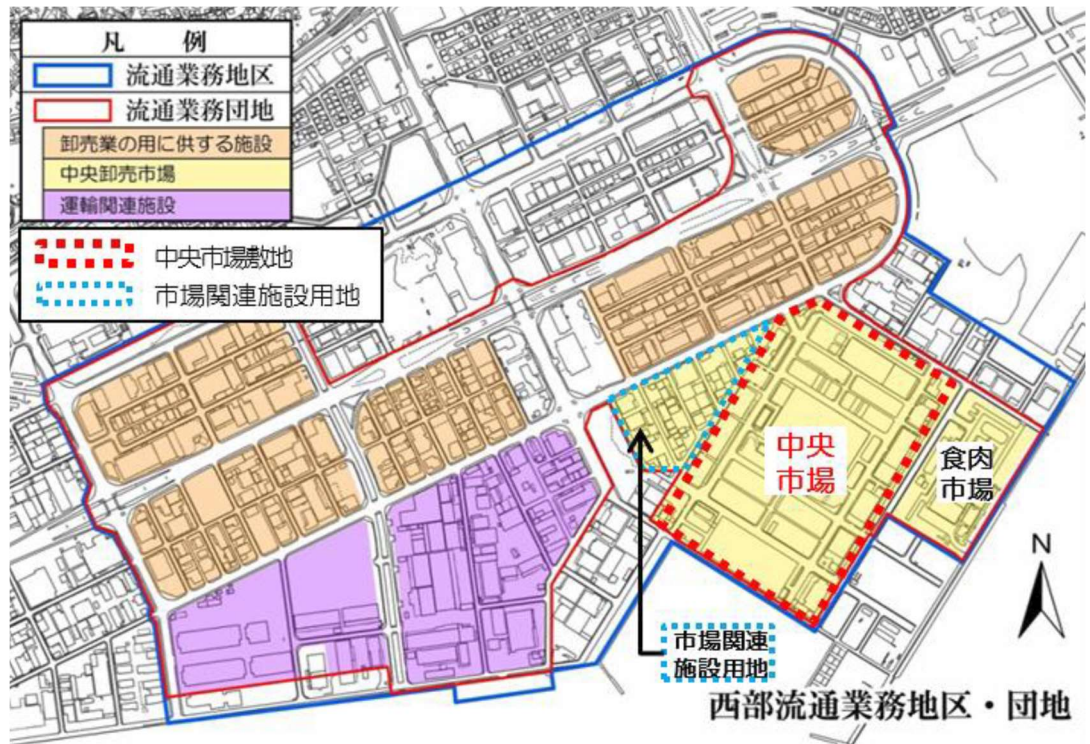 凡　例
流通業務地区
流通業務団地
卸売業の用に供する施設
中央卸売市場
運輸関連施設
中央市場敷地
市場関連施設用地
中央
市場
食肉
市場
N
市場関連
施設用地
西部流通業務地区・団地